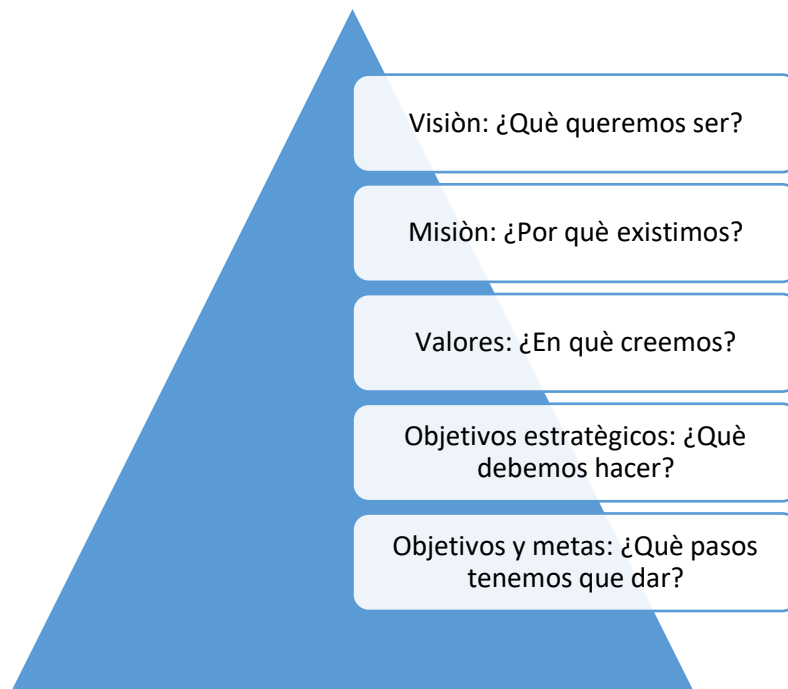 Visiòn: ¿Què queremos ser?
Misiòn: ¿Por què existimos?
Valores: ¿En què creemos?
Objetivos estratègicos: ¿Què
debemos hacer?
Objetivos y metas: ¿Què pasos
tenemos que dar?